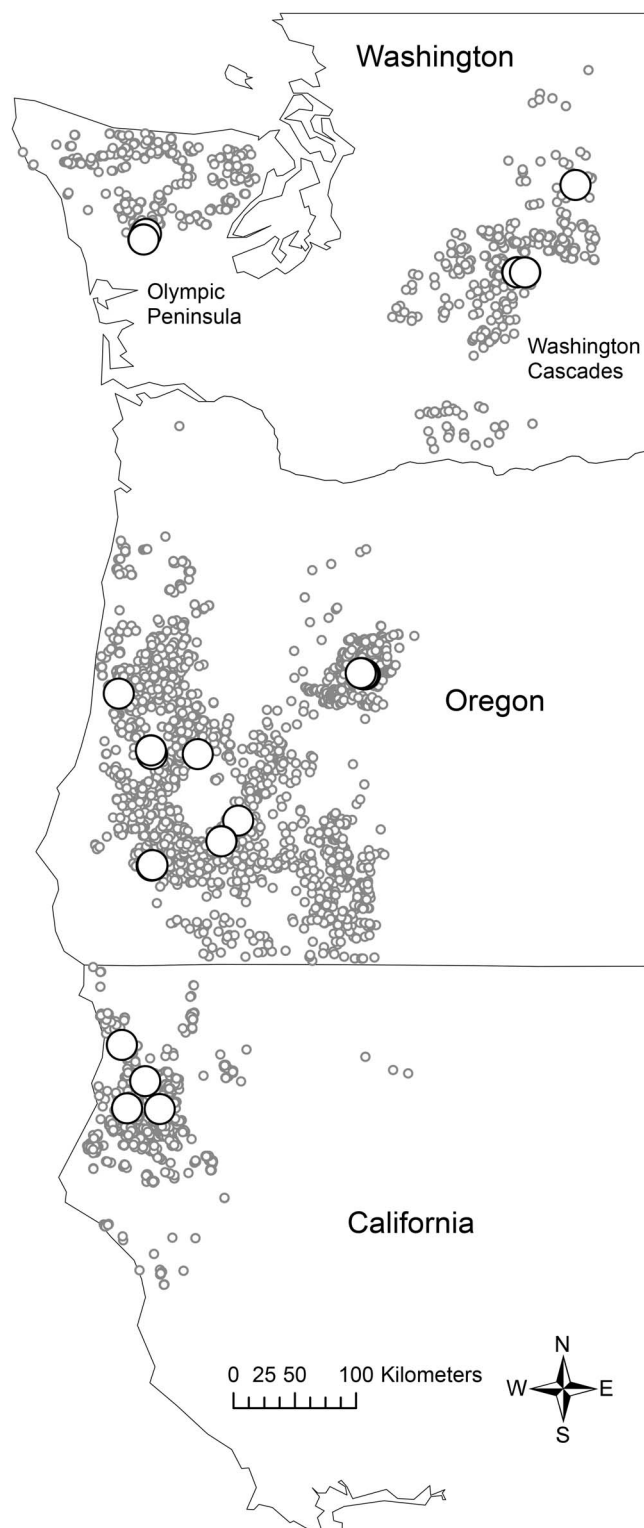 Washington
Olympic
Peninsula
Washington
Cascades
Oregon
California
0 25 50 100 Kilometers
N
W E
S